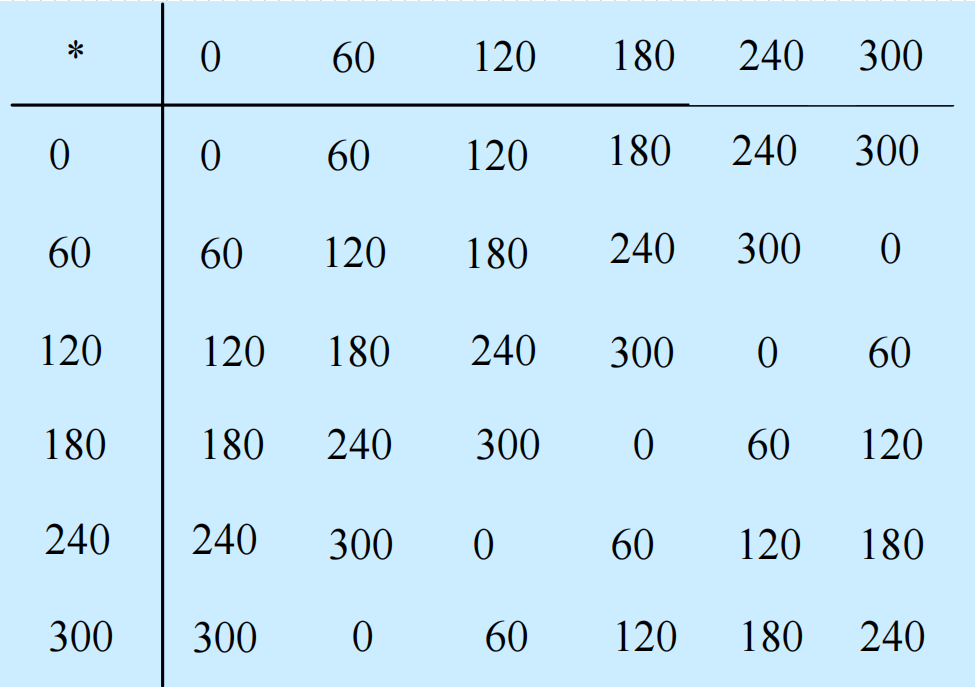 * 0 60 120 180 240 300
0 0 60 120 180 240 300
60 60 120 180 240 300 0
120 120 180 240 300 0 60
180 180 240 300 0 60 120
240 240 300 0 60 120 180
300 300 0 60 120 180 240